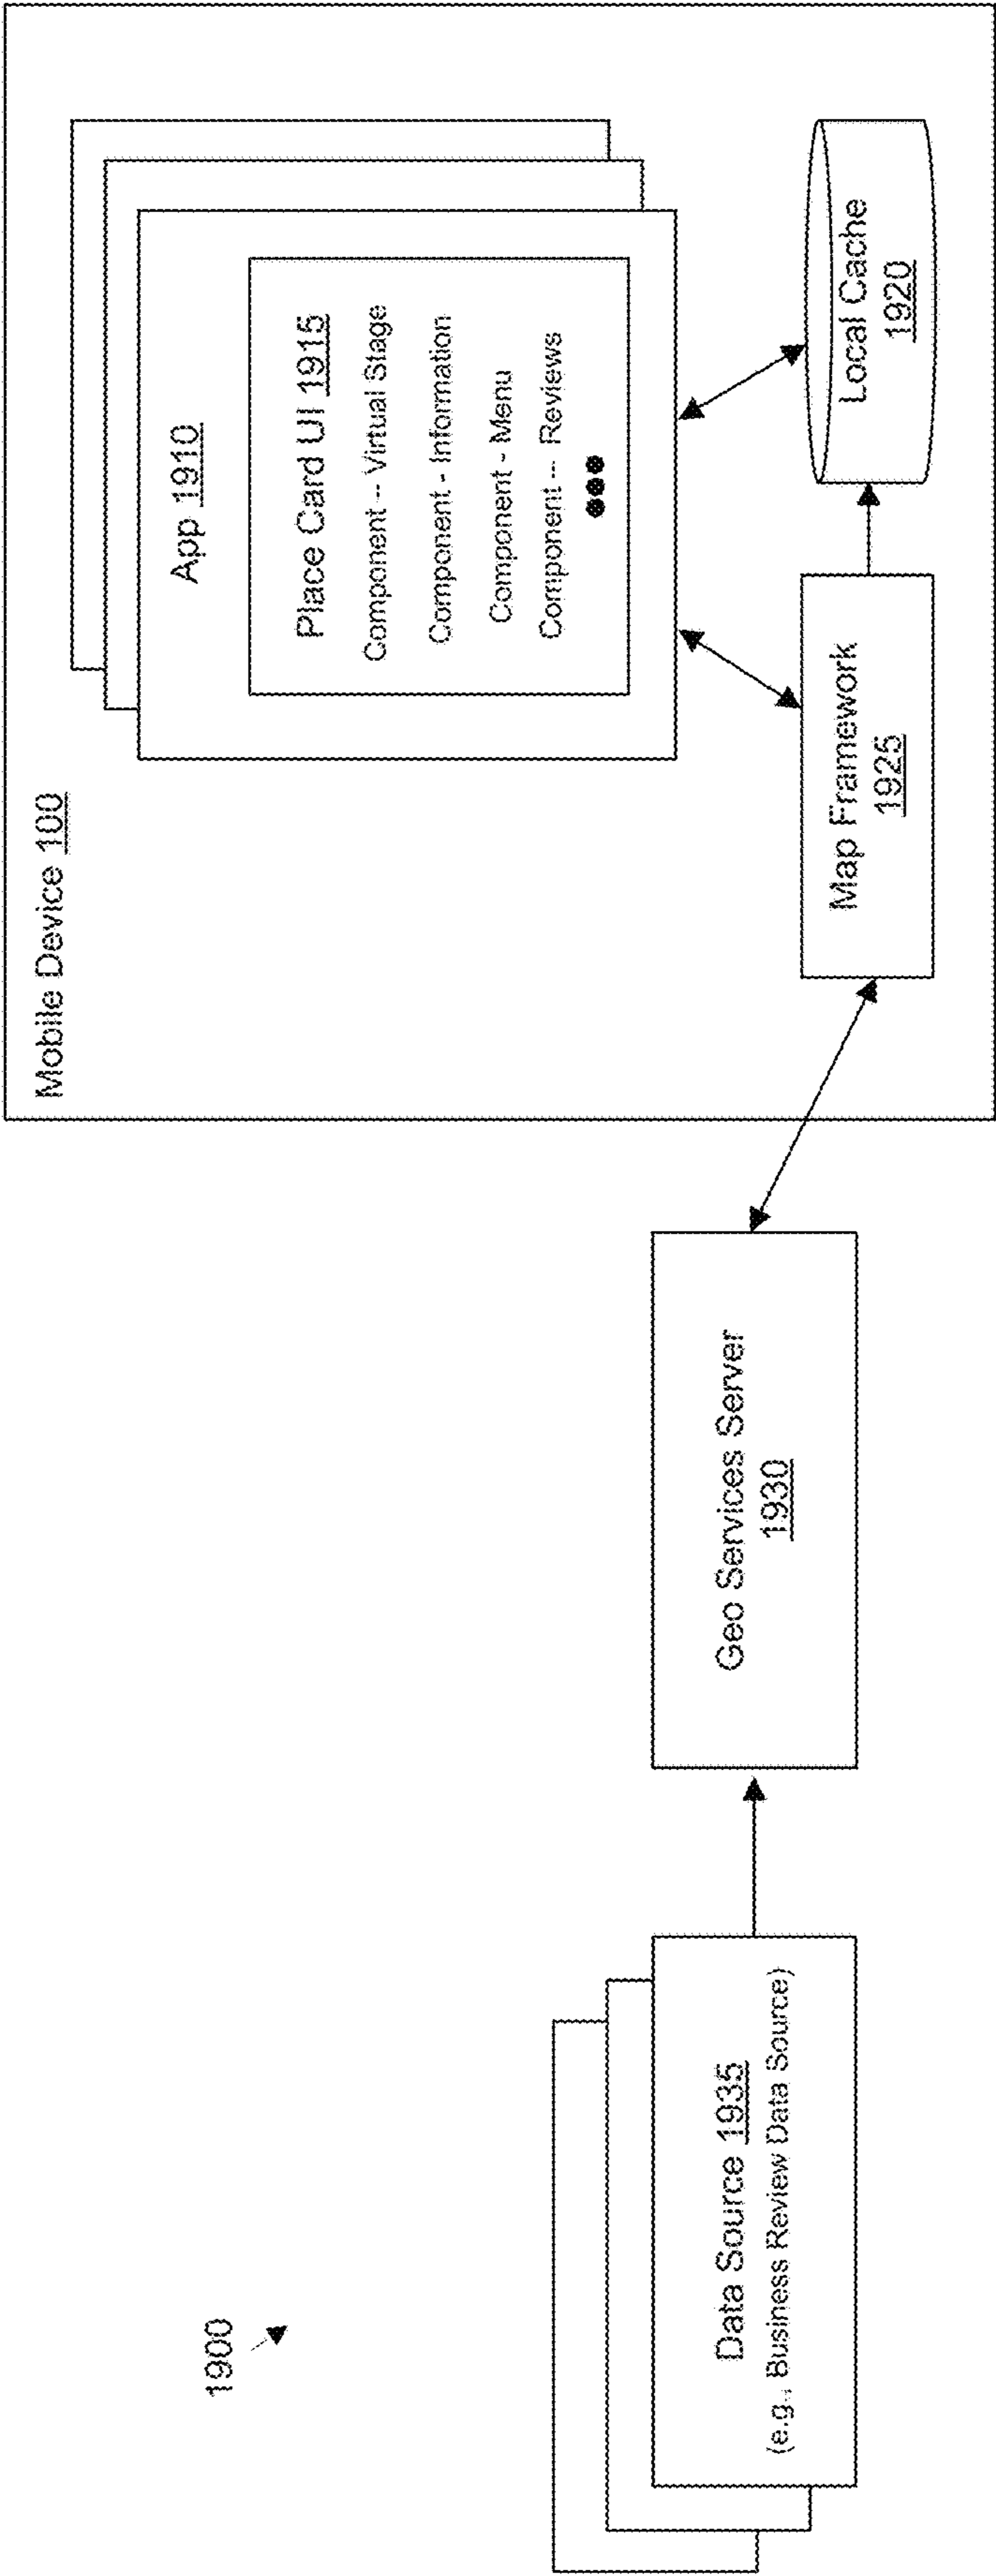 1900
Data Source 1935
(e.g., Business Review Data Source)
Geo Services Server
1930
Mobile Device 100
App 1910
Place Card UI 1915
Component -- Virtual Stage
Component - Information
Component - Menu
Component -- Reviews
Map Framework
1925
Local Cache
1920